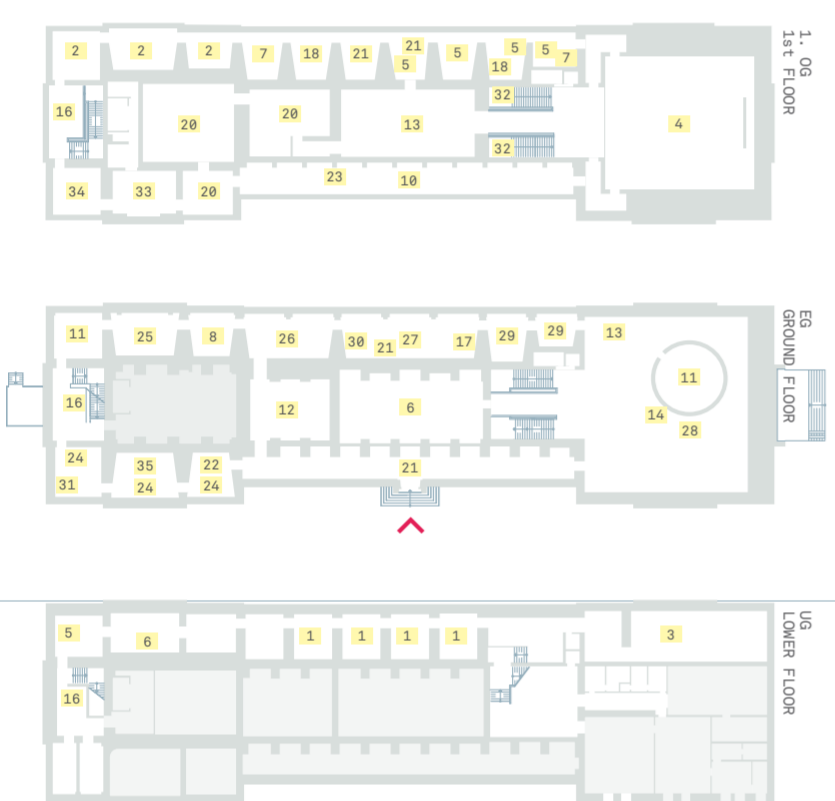 1. OG
1st FLOOR
2 2 2 7 18 21 21 5 5 5 7
5 18
16 20 20 13 32 4
32
34 33 20 23 10
EG
GROUND FLOOR
11 25 8 26 30 21 27 17 29 29 13
16 12 6 11
14 28
24 35 22 21
31 24 24
UG
LOWER FLOOR
5 6 1 1 1 1 3
16